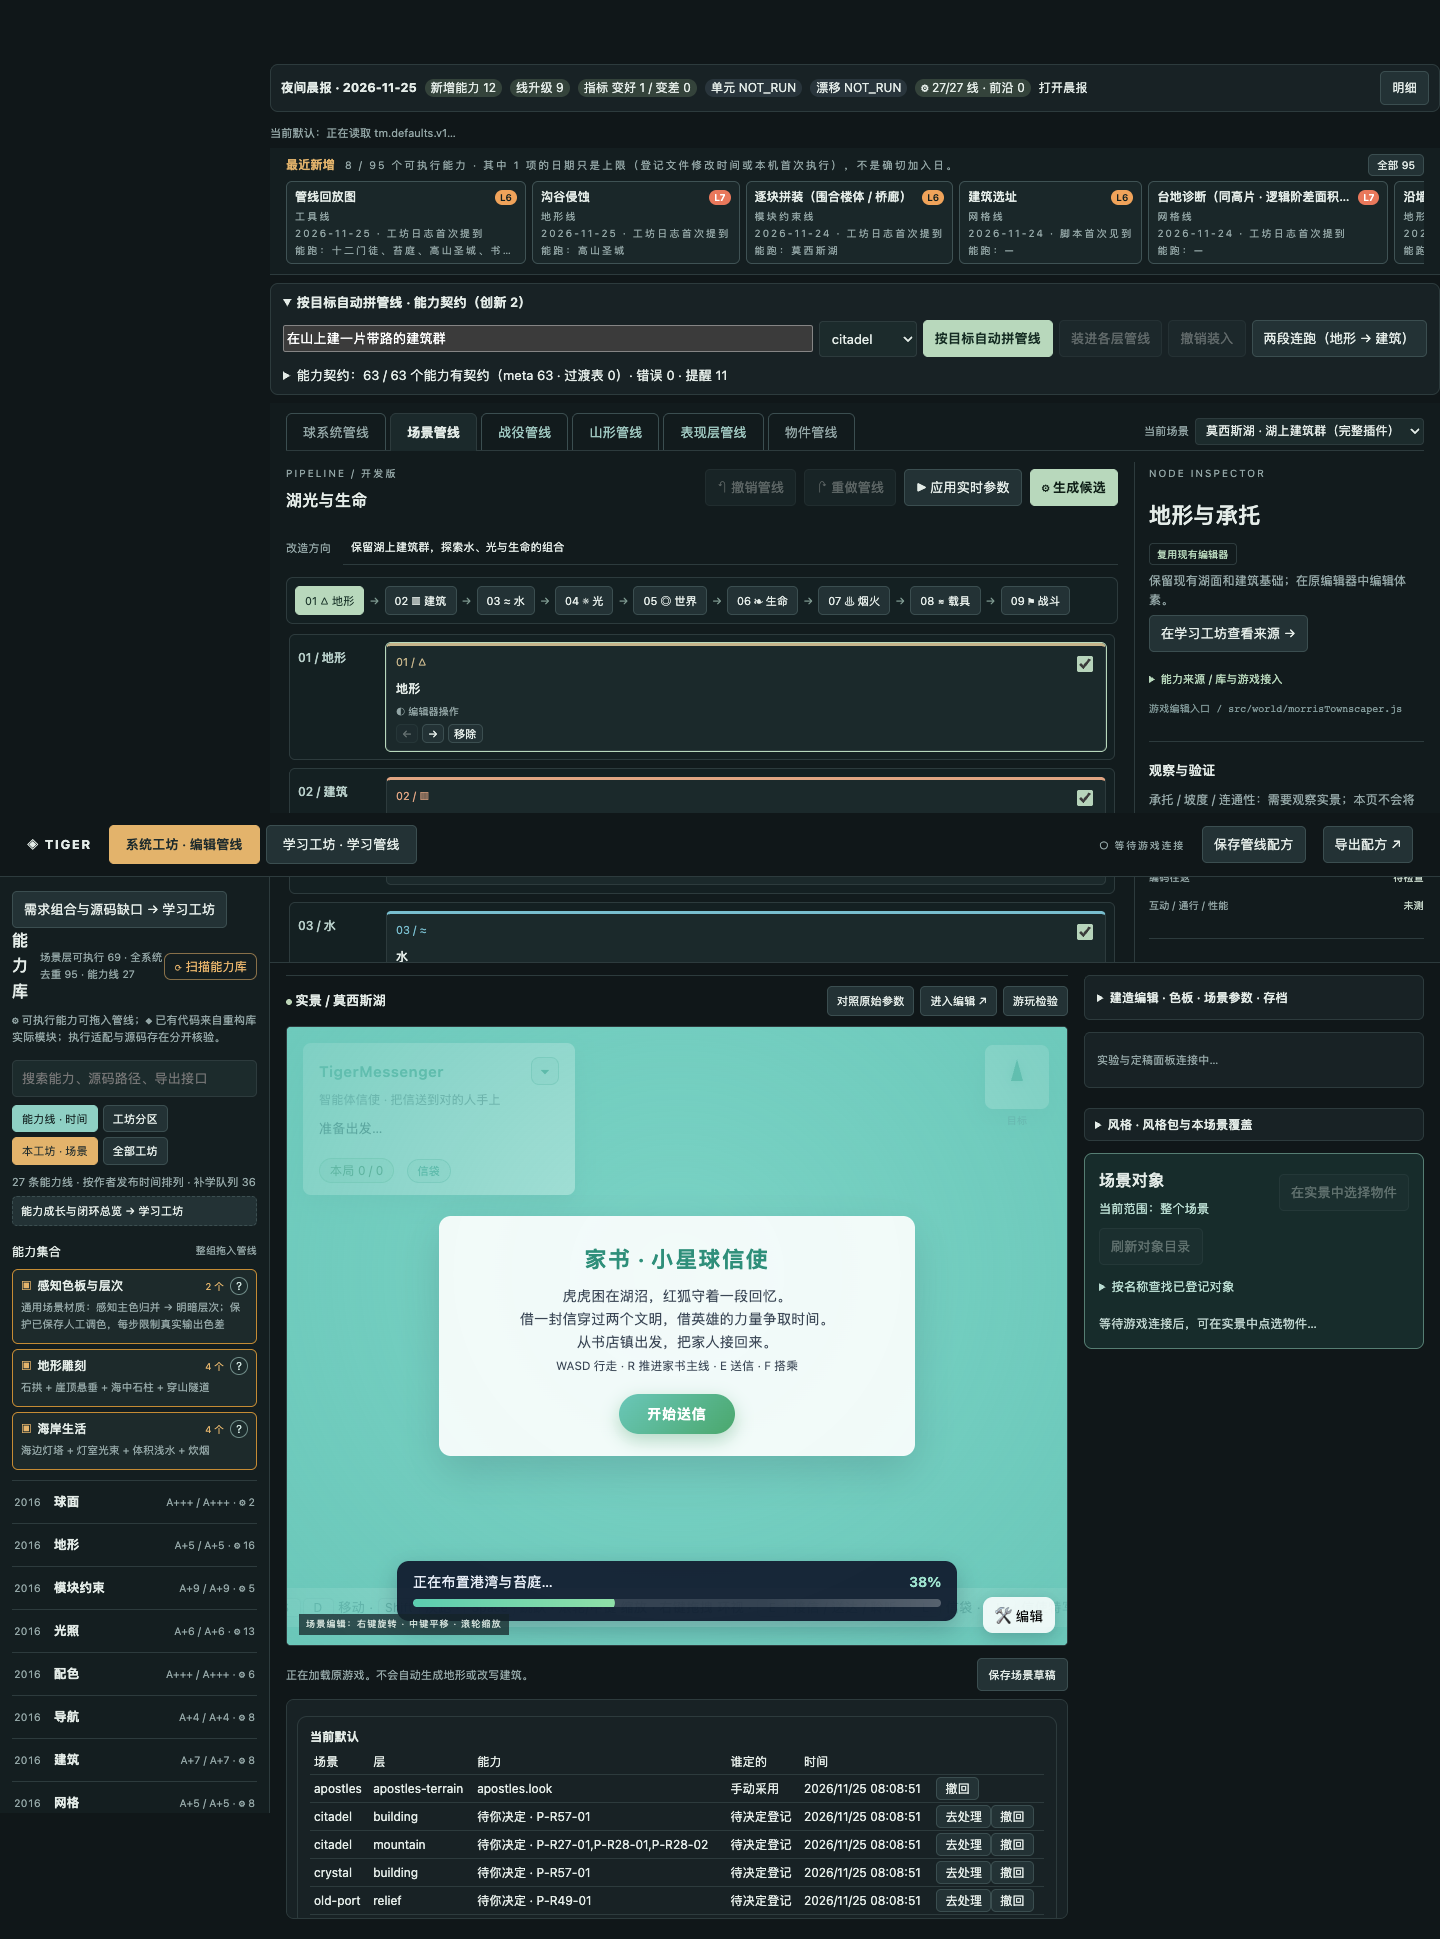 夜间晨报 · 2026-11-25 新增能力 12 线升级 9 指标 变好 1 / 变差 0 单元 NOT_RUN 漂移 NOT_RUN ⚙ 27/27 线 · 前沿 0 打开晨报 明细
当前默认：正在读取 tm.defaults.v1…
最近新增 8 / 95 个可执行能力 · 其中 1 项的日期只是上限（登记文件修改时间或本机首次执行），不是确切加入日。 全部 95
管线回放图 L6
工具线
2026-11-25 · 工坊日志首次提到
能跑：十二门徒、苔庭、高山圣城、书…
沟谷侵蚀 L7
地形线
2026-11-25 · 工坊日志首次提到
能跑：高山圣城
逐块拼装（围合楼体 / 桥廊） L6
模块约束线
2026-11-24 · 工坊日志首次提到
能跑：莫西斯湖
建筑选址 L6
网格线
2026-11-24 · 脚本首次见到
能跑：—
台地诊断（同高片 · 逻辑阶差面积… L7
网格线
2026-11-24 · 工坊日志首次提到
能跑：—
▼ 按目标自动拼管线 · 能力契约（创新 2）
在山上建一片带路的建筑群 citadel 按目标自动拼管线 装进各层管线 撤销装入 两段连跑（地形 → 建筑）
▶ 能力契约：63 / 63 个能力有契约（meta 63 · 过渡表 0）· 错误 0 · 提醒 11
球系统管线 场景管线 战役管线 山形管线 表现层管线 物件管线 当前场景 莫西斯湖 · 湖上建筑群（完整插件）
PIPELINE / 开发版
湖光与生命
撤销管线 重做管线 ▶ 应用实时参数 ⚙ 生成候选
改造方向 保留湖上建筑群，探索水、光与生命的组合
01 △ 地形 → 02 ▥ 建筑 → 03 ≈ 水 → 04 ☀ 光 → 05 ◎ 世界 → 06 ❧ 生命 → 07 ♨ 烟火 → 08 ≈ 载具 → 09 ⚑ 战斗
01 / 地形
01 / △
地形
◐ 编辑器操作
← → 移除
02 / 建筑
02 / ▥
NODE INSPECTOR
地形与承托
复用现有编辑器
保留现有湖面和建筑基础；在原编辑器中编辑体
素。
在学习工坊查看来源 →
▶ 能力来源 / 库与游戏接入
游戏编辑入口 / src/world/morrisTownscaper.js
观察与验证
承托 / 坡度 / 连通性：需要观察实景；本页不会将
◈ TIGER 系统工坊 · 编辑管线 学习工坊 · 学习管线 ○ 等待游戏连接 保存管线配方 导出配方 ↗
互动 / 通行 / 性能 未测
03 / 水
03 / ≈
水
需求组合与源码缺口 → 学习工坊
能力库
场景层可执行 69 · 全系统
去重 95 · 能力线 27
⟳ 扫描能力库
⚙ 可执行能力可拖入管线；◆ 已有代码来自重构库
实际模块；执行适配与源码存在分开核验。
搜索能力、源码路径、导出接口
能力线 · 时间 工坊分区
本工坊 · 场景 全部工坊
27 条能力线 · 按作者发布时间排列 · 补学队列 36
能力成长与闭环总览 → 学习工坊
能力集合 整组拖入管线
▣ 感知色板与层次 2 个 ?
通用场景材质：感知主色归并 → 明暗层次；保
护已保存人工调色，每步限制真实输出色差
▣ 地形雕刻 4 个 ?
石拱 + 崖顶悬垂 + 海中石柱 + 穿山隧道
▣ 海岸生活 4 个 ?
海边灯塔 + 灯室光束 + 体积浅水 + 炊烟
2016 球面 A+++ / A+++ · ⚙ 2
2016 地形 A+5 / A+5 · ⚙ 16
2016 模块约束 A+9 / A+9 · ⚙ 5
2016 光照 A+6 / A+6 · ⚙ 13
2016 配色 A+++ / A+++ · ⚙ 6
2016 导航 A+4 / A+4 · ⚙ 8
2016 建筑 A+7 / A+7 · ⚙ 8
2016 网格 A+5 / A+5 · ⚙ 8
● 实景 / 莫西斯湖 对照原始参数 进入编辑 ↗ 游玩检验
TigerMessenger
智能体信使 · 把信送到对的人手上
准备出发…
本局 0 / 0 信袋
目标
家书 · 小星球信使
虎虎困在湖沼，红狐守着一段回忆。
借一封信穿过两个文明，借英雄的力量争取时间。
从书店镇出发，把家人接回来。
WASD 行走 · R 推进家书主线 · E 送信 · F 搭乘
开始送信
正在布置港湾与苔庭… 38%
D 移动 ·
场景编辑：右键旋转 · 中键平移 · 滚轮缩放
🛠 编辑
正在加载原游戏。不会自动生成地形或改写建筑。 保存场景草稿
当前默认
场景 层 能力 谁定的 时间
apostles apostles-terrain apostles.look 手动采用 2026/11/25 08:08:51 撤回
citadel building 待你决定 · P-R57-01 待决定登记 2026/11/25 08:08:51 去处理 撤回
citadel mountain 待你决定 · P-R27-01,P-R28-01,P-R28-02 待决定登记 2026/11/25 08:08:51 去处理 撤回
crystal building 待你决定 · P-R57-01 待决定登记 2026/11/25 08:08:51 去处理 撤回
old-port relief 待你决定 · P-R49-01 待决定登记 2026/11/25 08:08:51 去处理 撤回
▶ 建造编辑 · 色板 · 场景参数 · 存档
实验与定稿面板连接中…
▶ 风格 · 风格包与本场景覆盖
场景对象 在实景中选择物件
当前范围：整个场景
刷新对象目录
▶ 按名称查找已登记对象
等待游戏连接后，可在实景中点选物件…